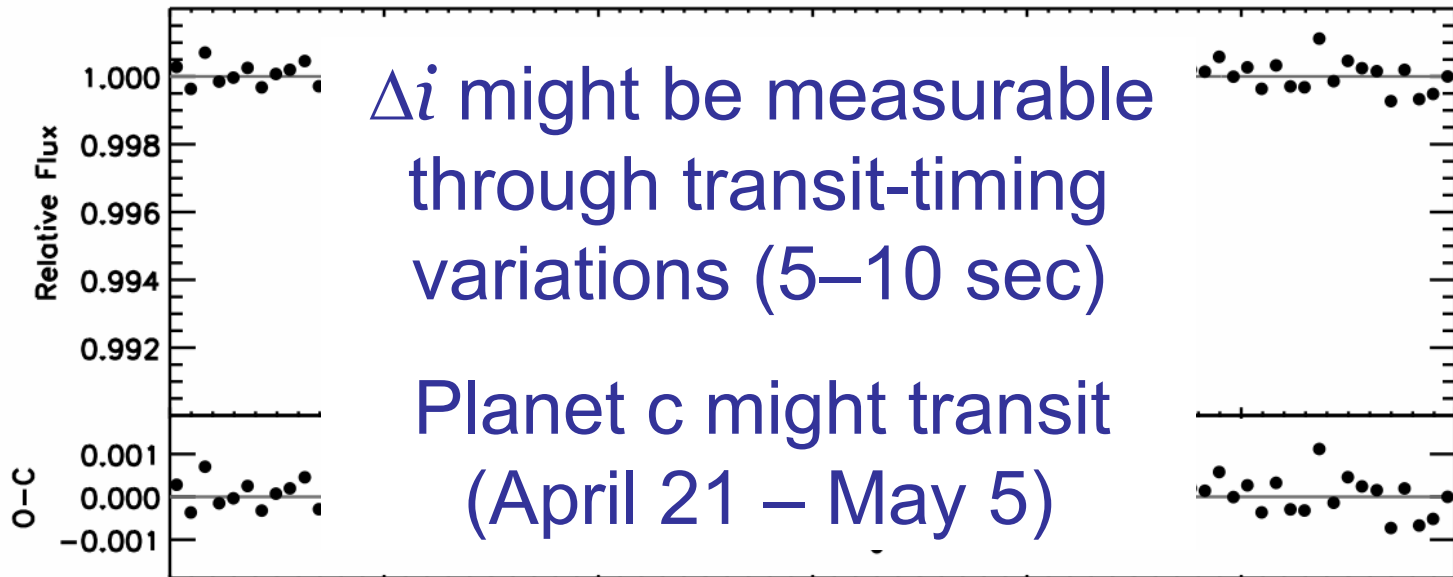 Δi might be measurable
through transit-timing
variations (5–10 sec)
Planet c might transit
(April 21 – May 5)
Relative Flux
1.000
0.998
0.996
0.994
0.992
O-C
0.001
0.000
-0.001